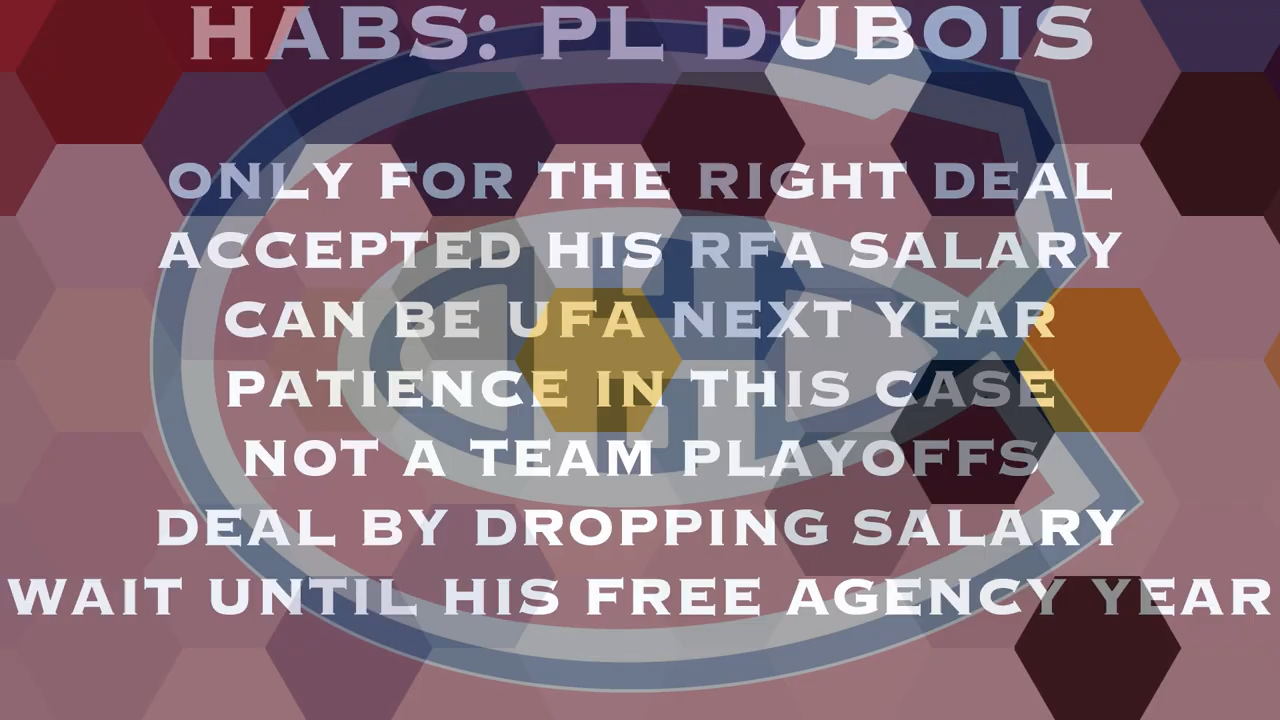 HABS: PL DUBOIS
ONLY FOR THE RIGHT DEAL
ACCEPTED HIS RFA SALARY
CAN BE UFA NEXT YEAR
PATIENCE IN THIS CASE
NOT A TEAM PLAYOFFS
DEAL BY DROPPING SALARY
WAIT UNTIL HIS FREE AGENCY YEAR